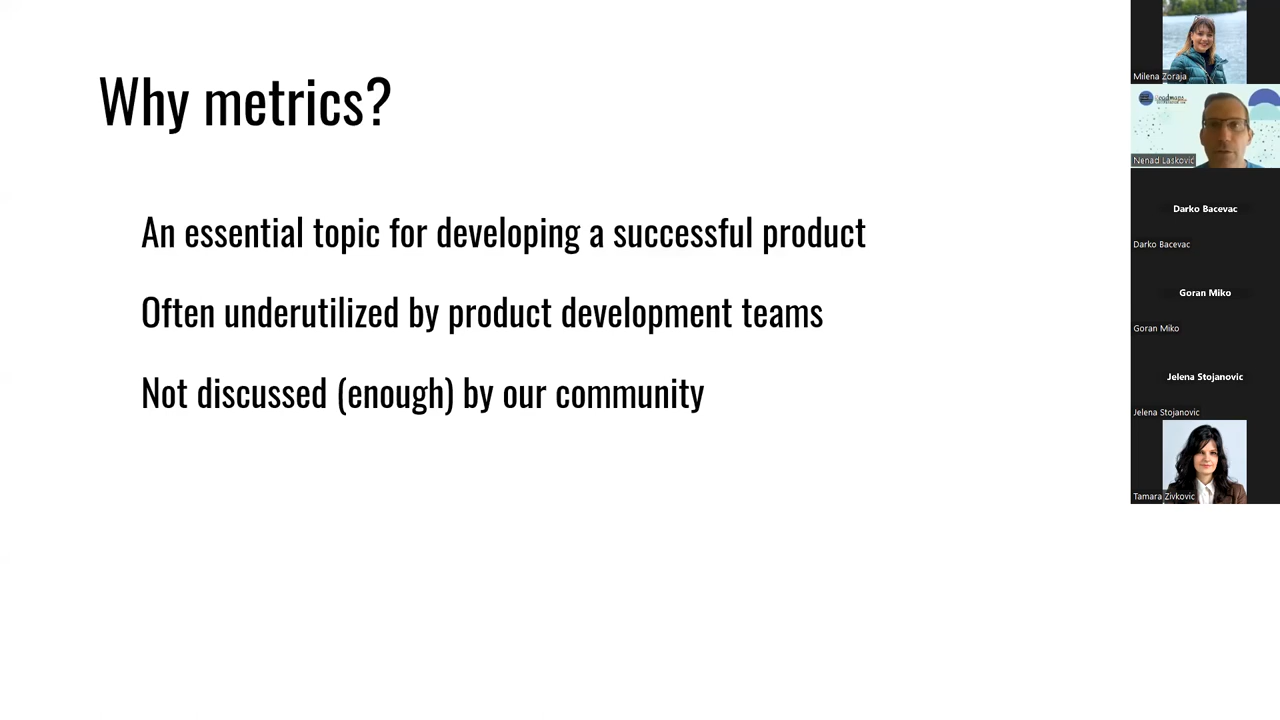 Why metrics?
An essential topic for developing a successful product
Often underutilized by product development teams
Not discussed (enough) by our community
Milena Zoraja
Nenad Lasković
Darko Bacevac
Darko Bacevac
Goran Miko
Goran Miko
Jelena Stojanovic
Jelena Stojanovic
Tamara Zivkovic